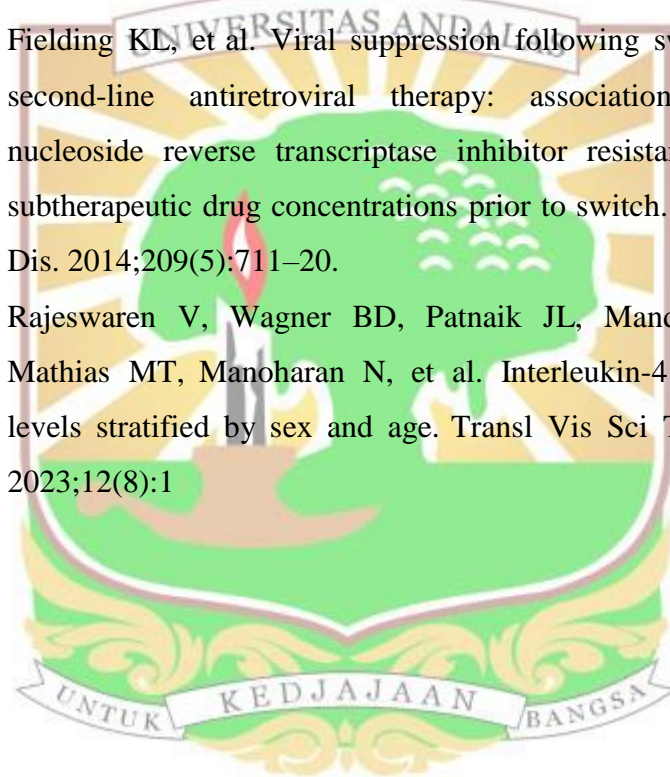 UNIVERSITAS ANDALAS
Fielding KL, et al. Viral suppression following sw
second-line antiretroviral therapy: association
nucleoside reverse transcriptase inhibitor resista
subtherapeutic drug concentrations prior to switch.
Dis. 2014;209(5):711–20.
Rajeswaren V, Wagner BD, Patnaik JL, Manc
Mathias MT, Manoharan N, et al. Interleukin-4
levels stratified by sex and age. Transl Vis Sci T
2023;12(8):1
UNTUK KEDJAJAAN BANGSA